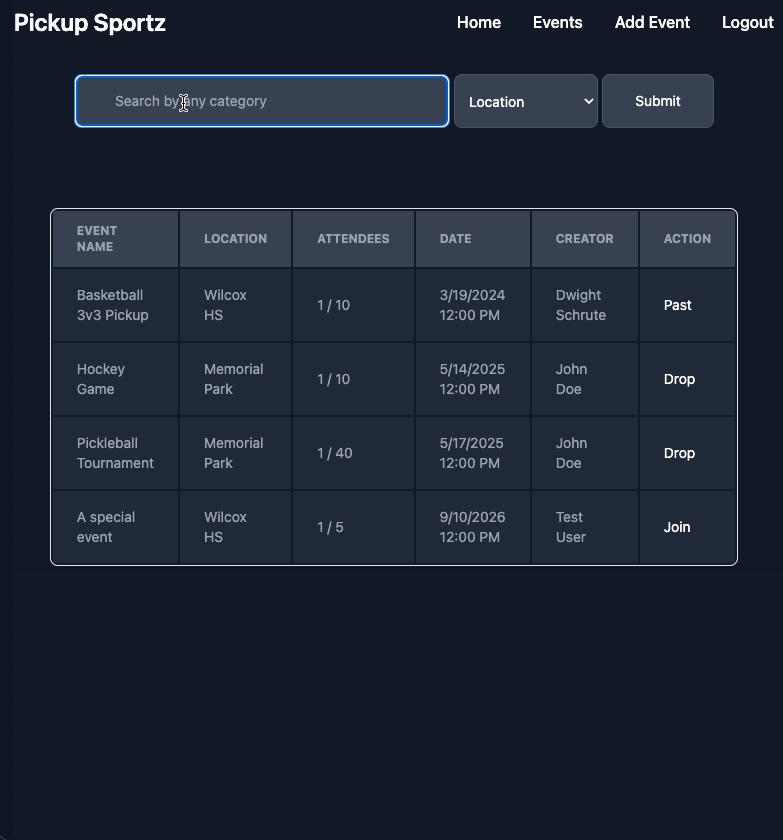 Pickup Sportz Home Events Add Event Logout
Search by any category Location Submit
EVENT NAME LOCATION ATTENDEES DATE CREATOR ACTION
Basketball 3v3 Pickup Wilcox HS 1 / 10 3/19/2024 12:00 PM Dwight Schrute Past
Hockey Game Memorial Park 1 / 10 5/14/2025 12:00 PM John Doe Drop
Pickleball Tournament Memorial Park 1 / 40 5/17/2025 12:00 PM John Doe Drop
A special event Wilcox HS 1 / 5 9/10/2026 12:00 PM Test User Join